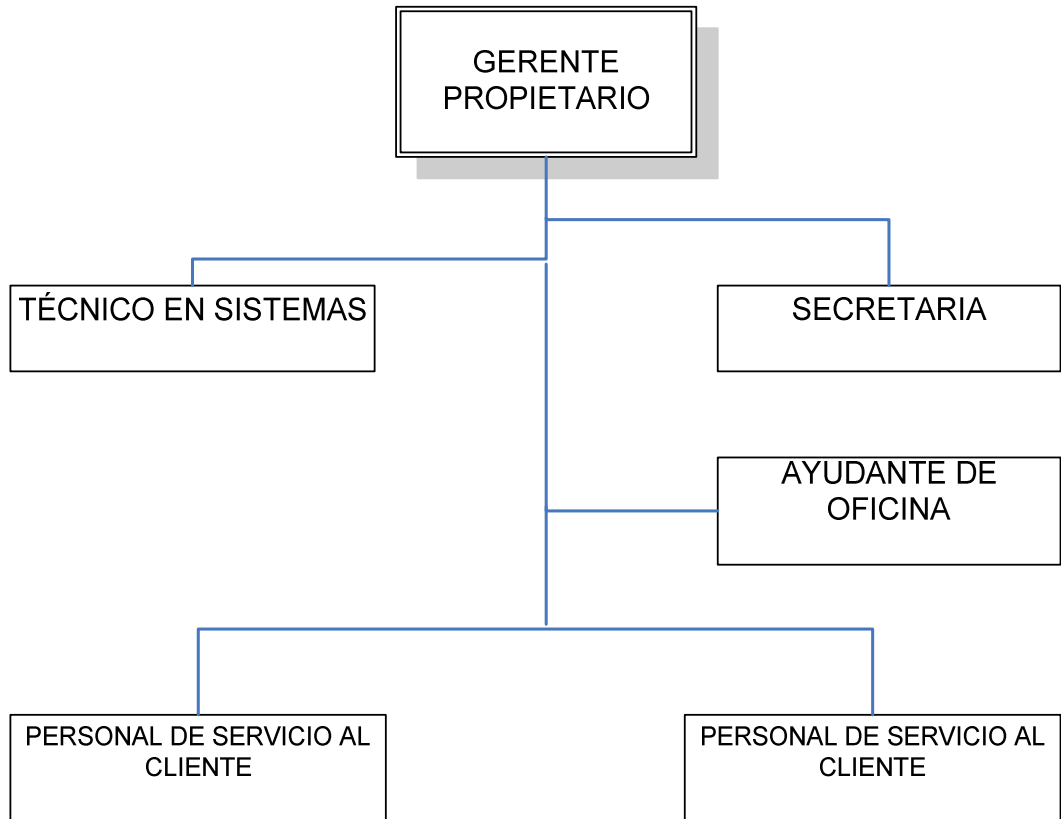 GERENTE
PROPIETARIO
TÉCNICO EN SISTEMAS
SECRETARIA
AYUDANTE DE
OFICINA
PERSONAL DE SERVICIO AL
CLIENTE
PERSONAL DE SERVICIO AL
CLIENTE